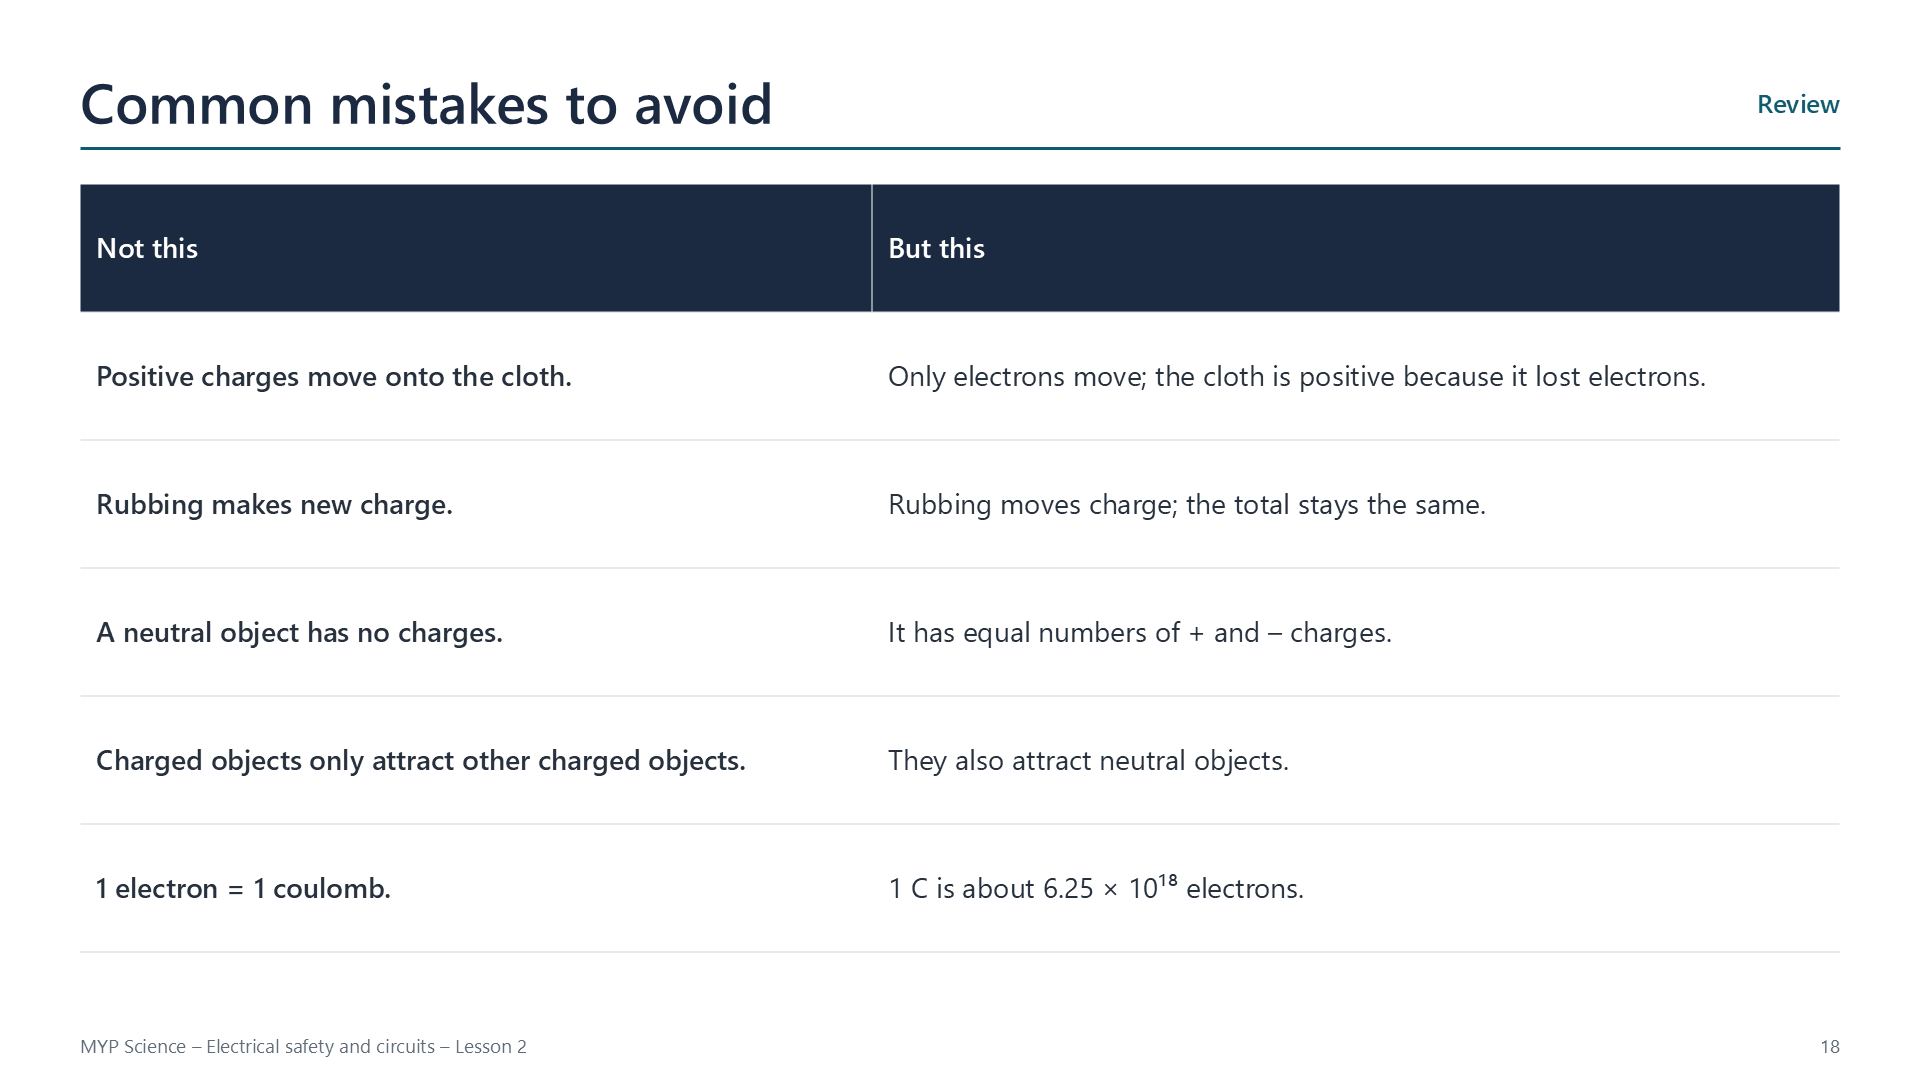 Common mistakes to avoid
Review
Not this
But this
Positive charges move onto the cloth.
Only electrons move; the cloth is positive because it lost electrons.
Rubbing makes new charge.
Rubbing moves charge; the total stays the same.
A neutral object has no charges.
It has equal numbers of + and – charges.
Charged objects only attract other charged objects.
They also attract neutral objects.
1 electron = 1 coulomb.
1 C is about 6.25 × 10¹⁸ electrons.
MYP Science – Electrical safety and circuits – Lesson 2
18